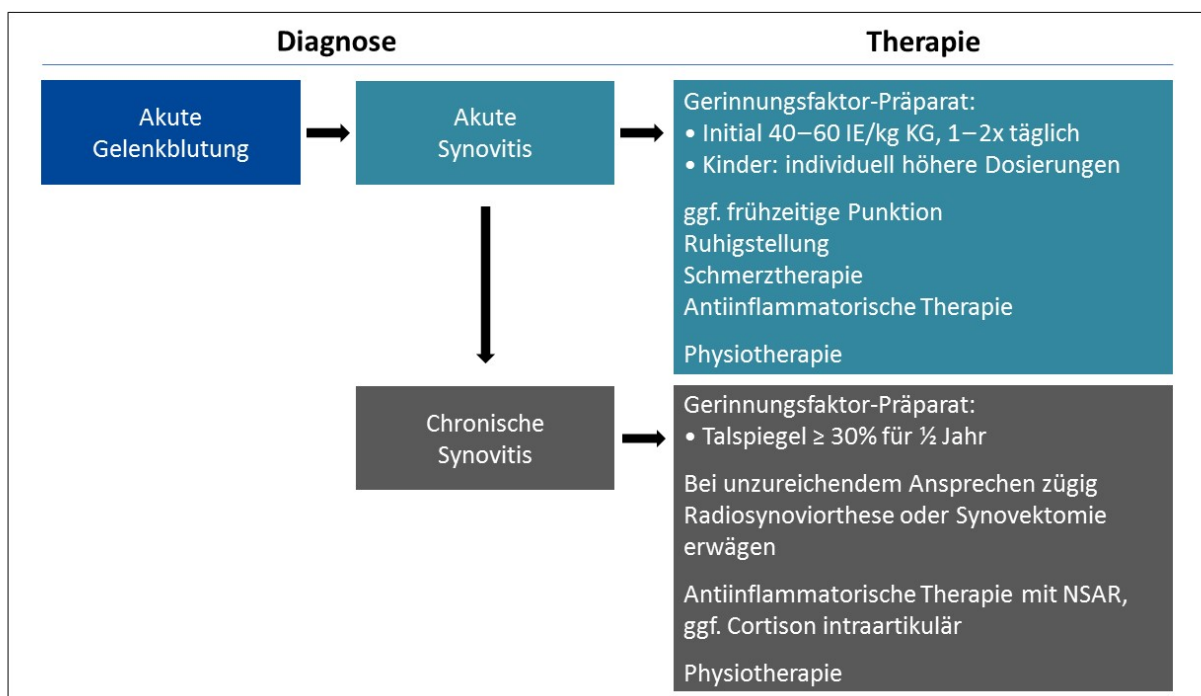 Diagnose
Therapie
Akute
Gelenkblutung
Akute
Synovitis
Gerinnungsfaktor-Präparat:
• Initial 40–60 IE/kg KG, 1–2x täglich
• Kinder: individuell höhere Dosierungen
ggf. frühzeitige Punktion
Ruhigstellung
Schmerztherapie
Antiinflammatorische Therapie
Physiotherapie
Chronische
Synovitis
Gerinnungsfaktor-Präparat:
• Talspiegel ≥ 30% für ½ Jahr
Bei unzureichendem Ansprechen zügig
Radiosynoviorthese oder Synovektomie
erwägen
Antiinflammatorische Therapie mit NSAR,
ggf. Cortison intraartikulär
Physiotherapie